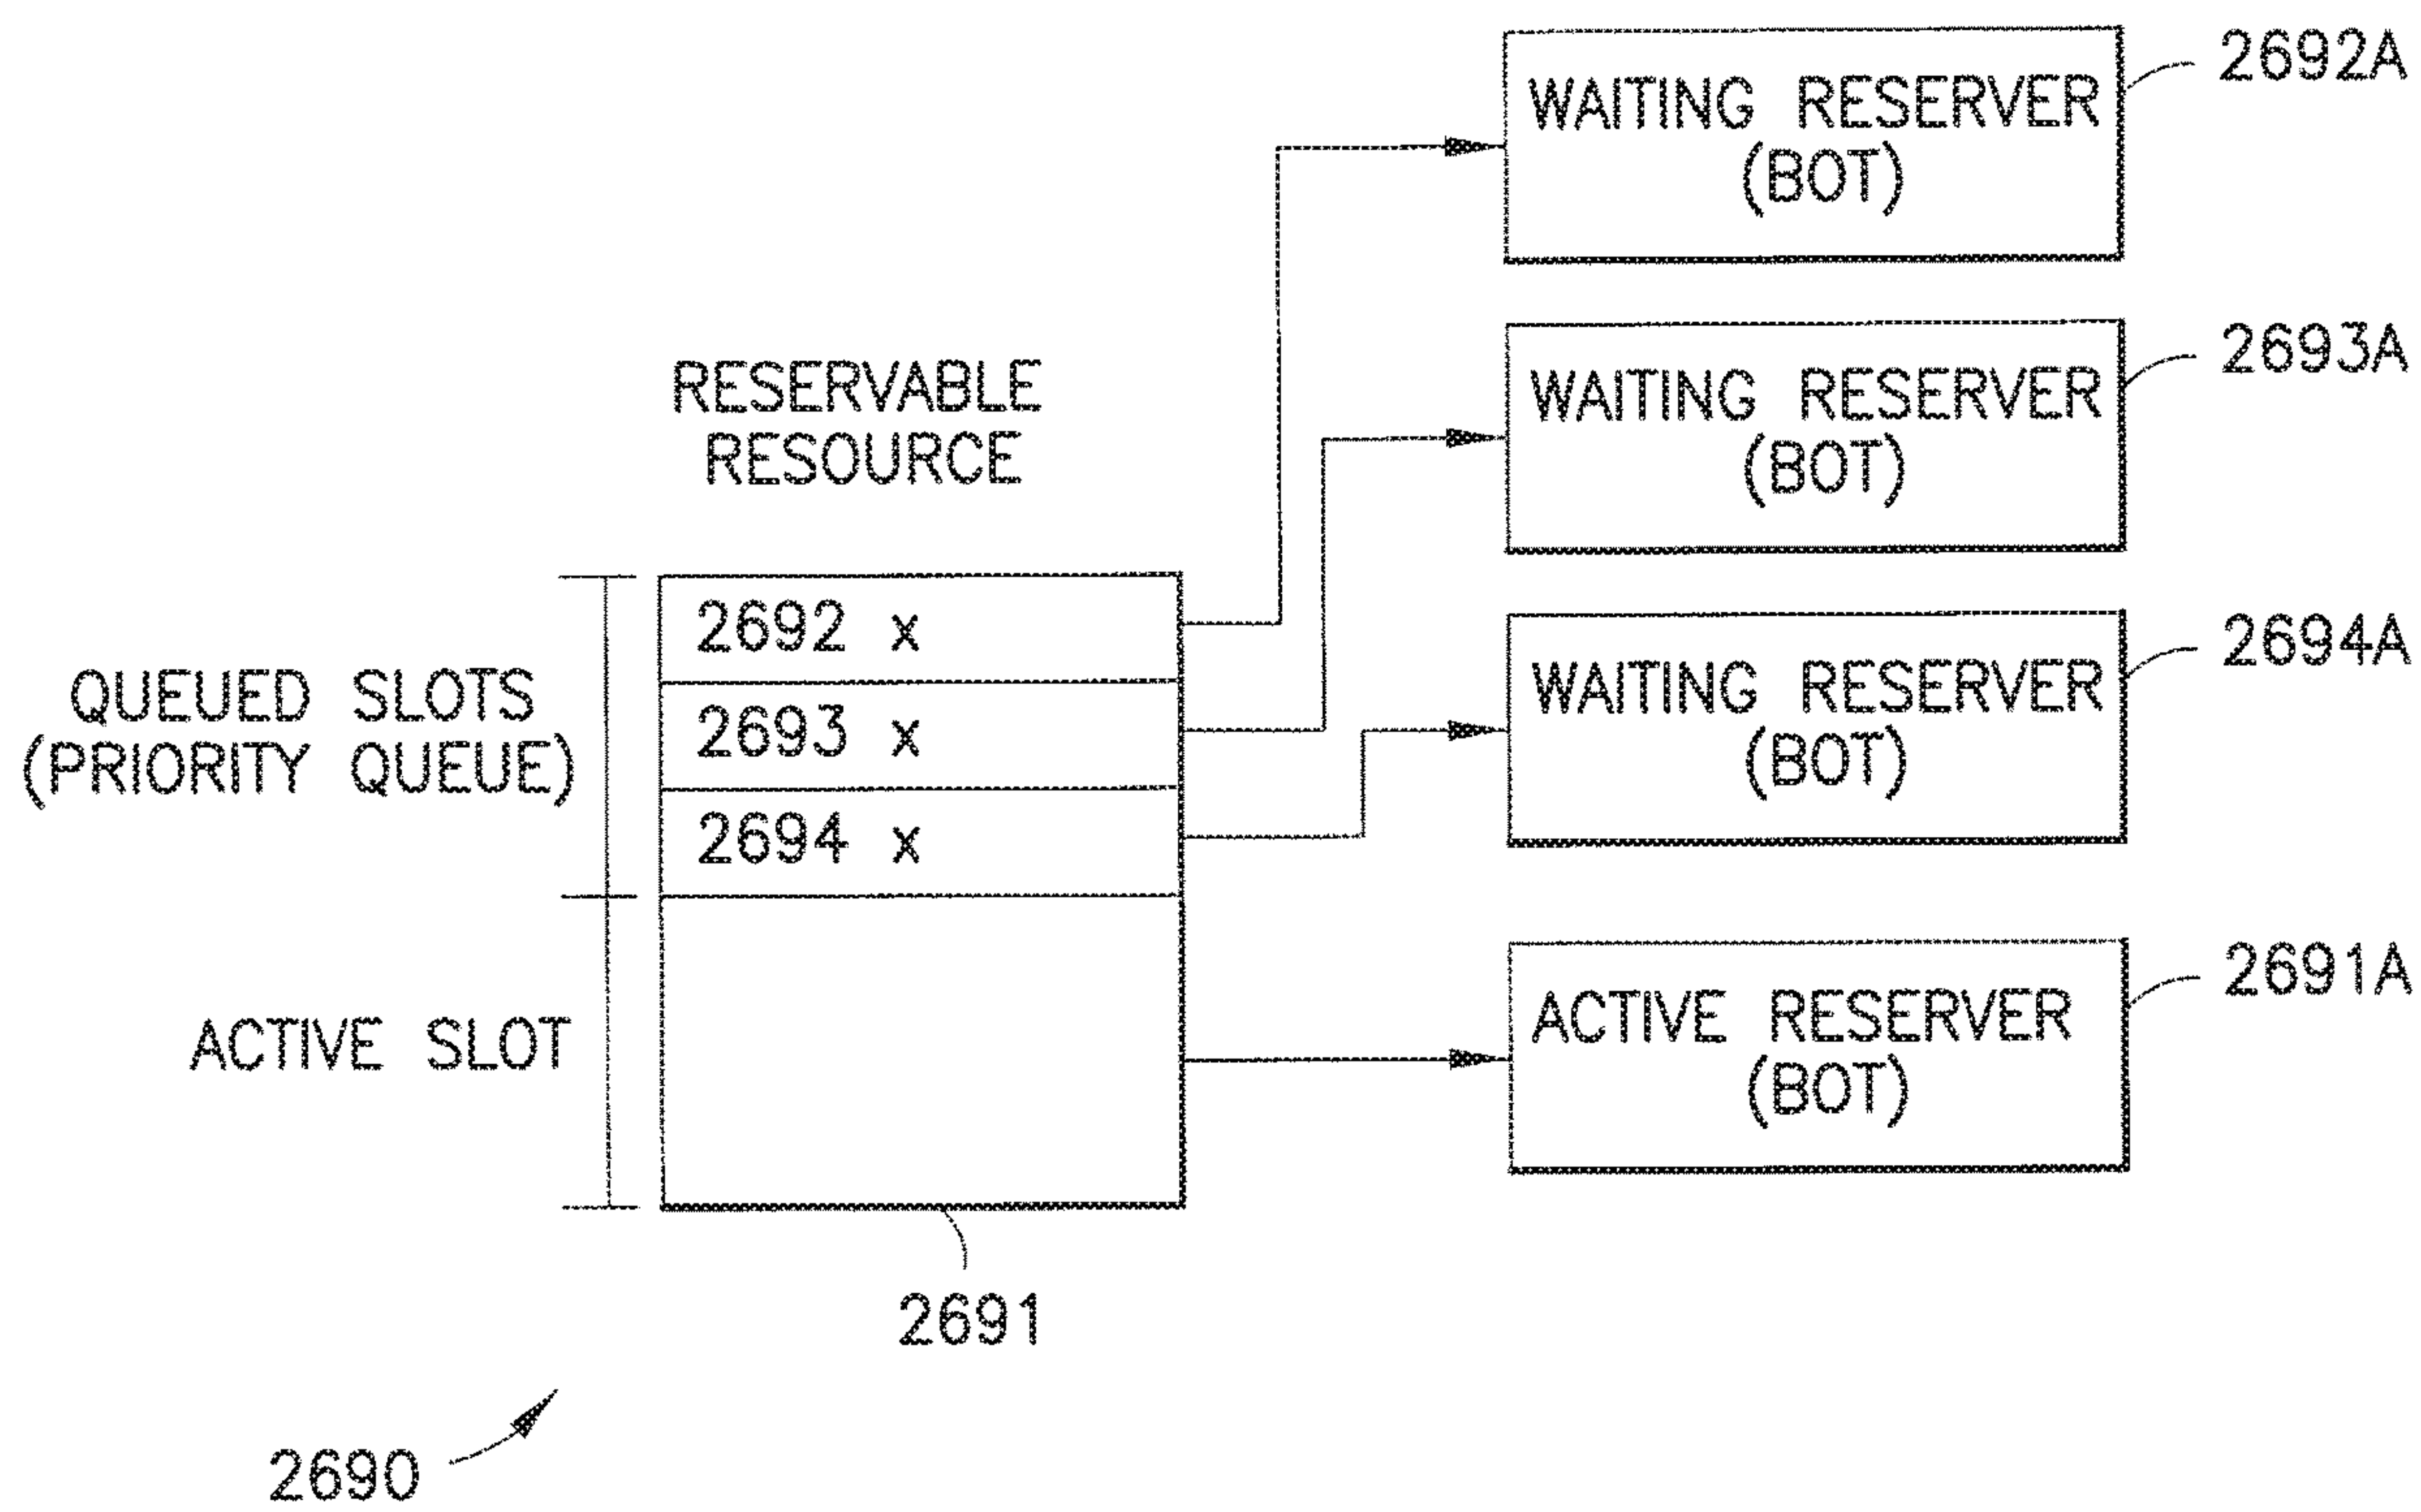 WAITING RESERVER
(BOT)
2692A
WAITING RESERVER
(BOT)
2693A
RESERVABLE
RESOURCE
2692 x
2693 x
2694 x
QUEUED SLOTS
(PRIORITY QUEUE)
WAITING RESERVER
(BOT)
2694A
ACTIVE SLOT
ACTIVE RESERVER
(BOT)
2691A
2691
2690